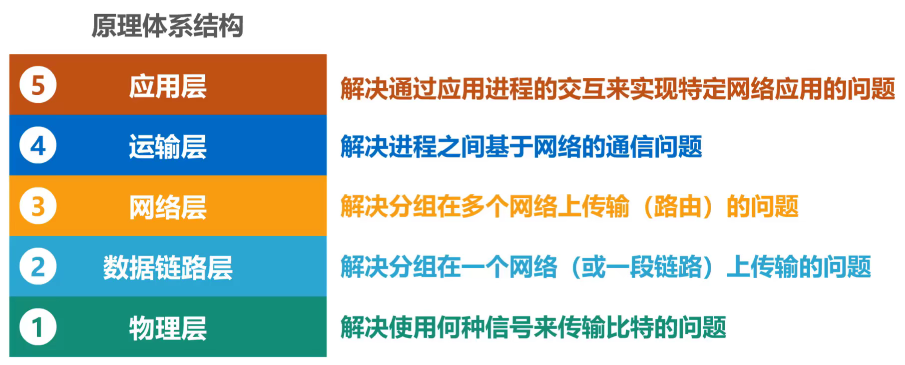 原理体系结构
5 应用层 解决通过应用进程的交互来实现特定网络应用的问题
4 运输层 解决进程之间基于网络的通信问题
3 网络层 解决分组在多个网络上传输（路由）的问题
2 数据链路层 解决分组在一个网络（或一段链路）上传输的问题
1 物理层 解决使用何种信号来传输比特的问题